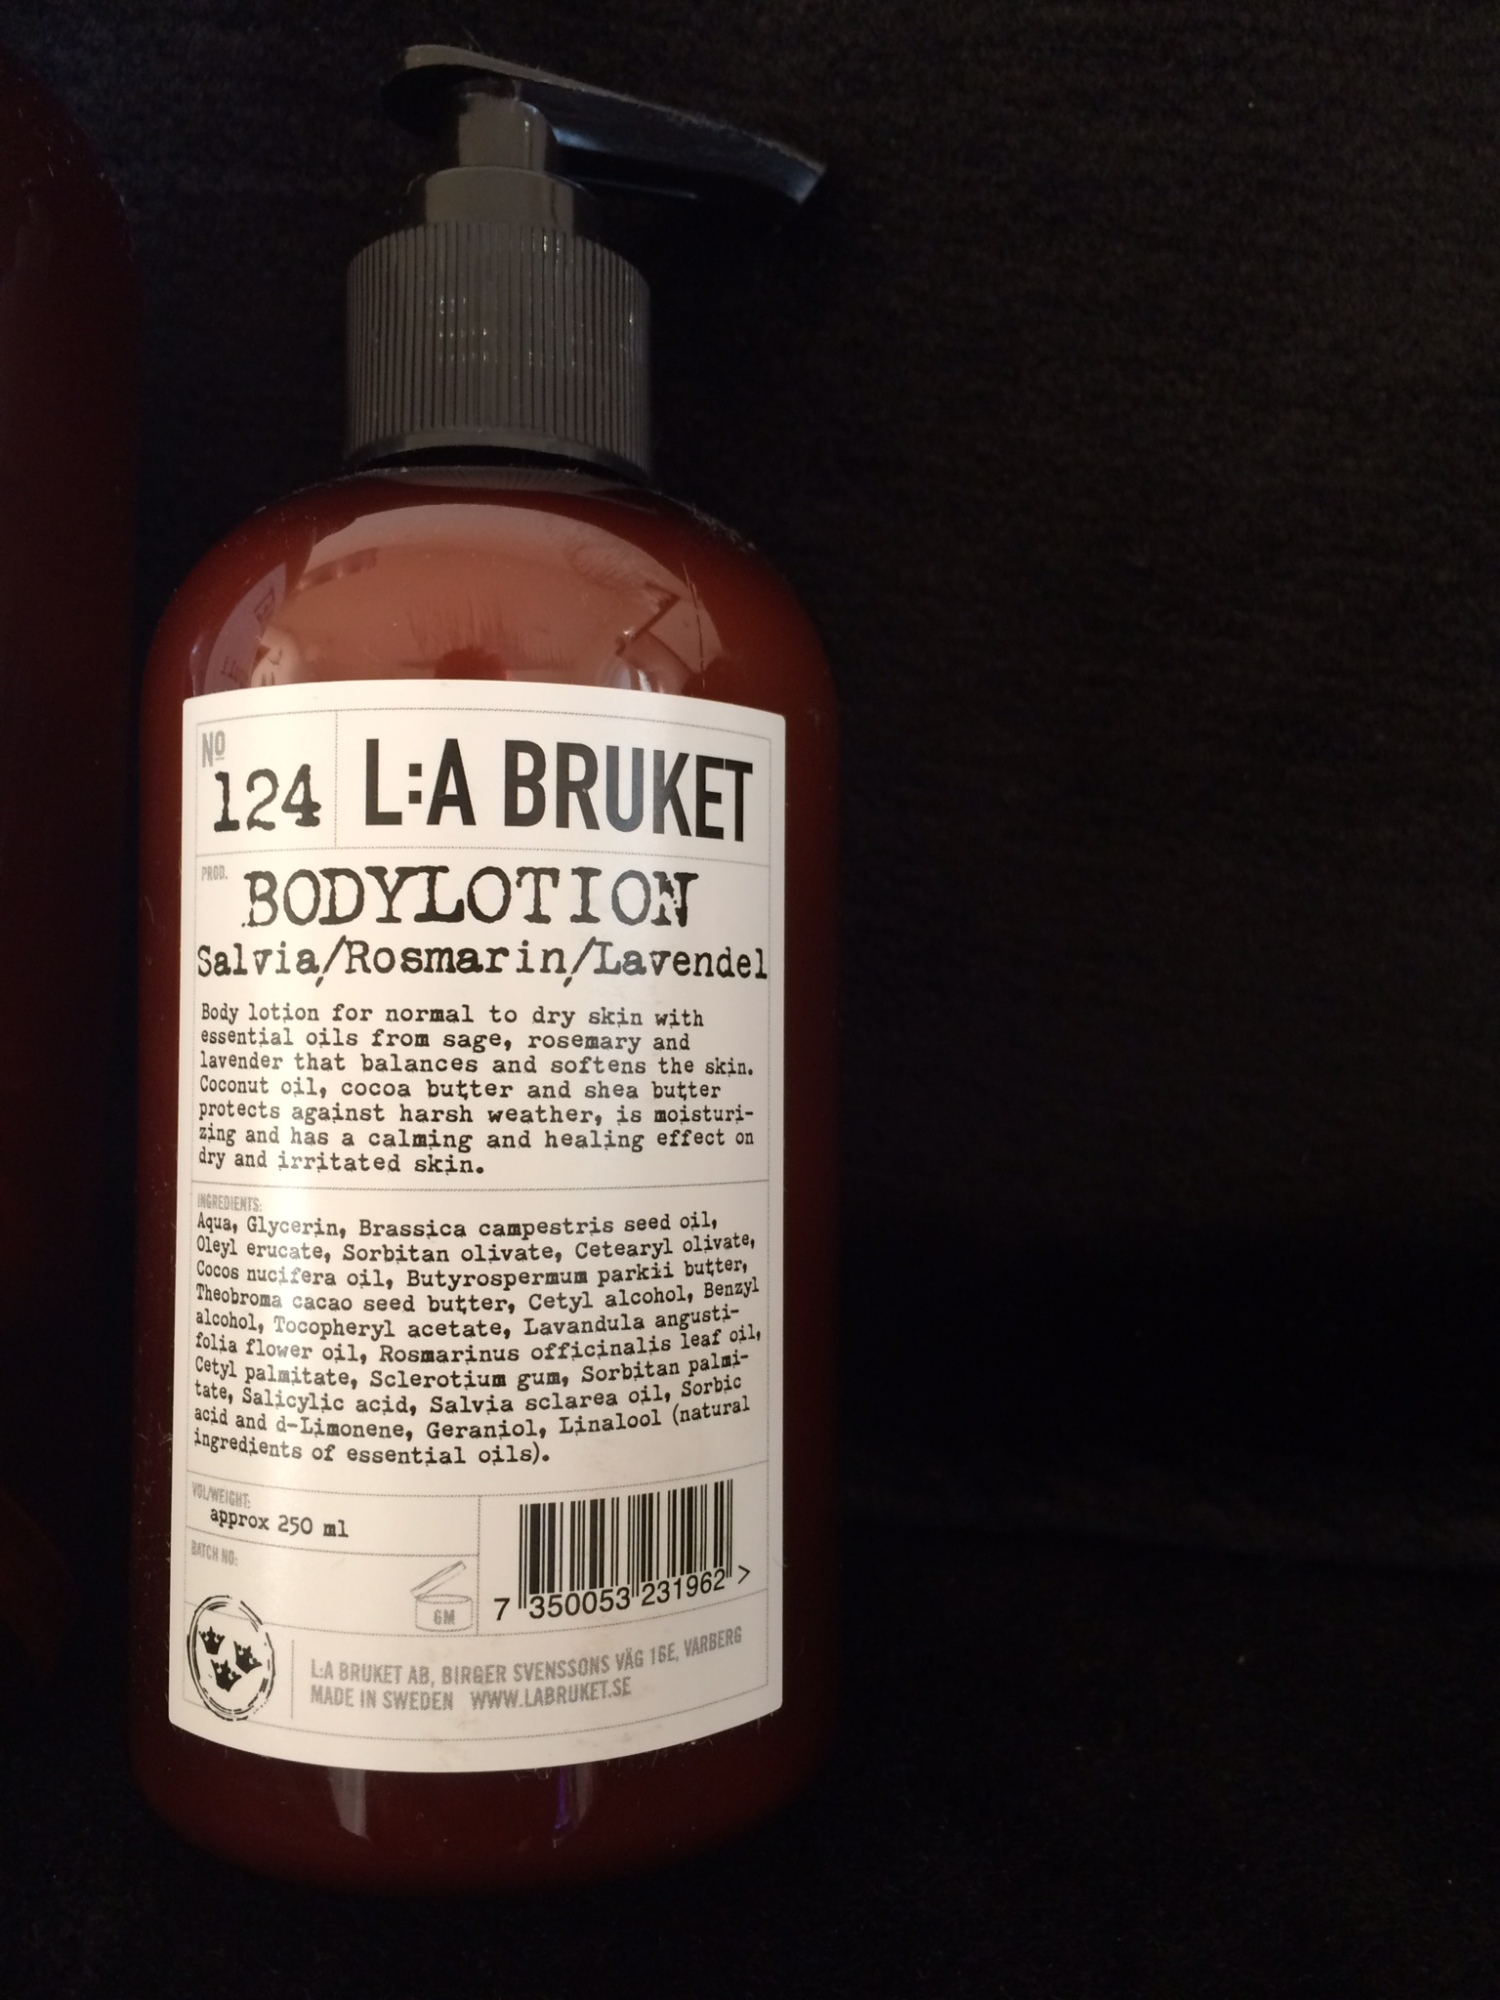 Nº
124
L:A BRUKET
PROD.
BODYLOTION
Salvia/Rosmarin/Lavendel
Body lotion for normal to dry skin with
essential oils from sage, rosemary and
lavender that balances and softens the skin.
Coconut oil, cocoa butter and shea butter
protects against harsh weather, is moisturi-
zing and has a calming and healing effect on
dry and irritated skin.
INGREDIENTS:
Aqua, Glycerin, Brassica campestris seed oil,
Oleyl erucate, Sorbitan olivate, Cetearyl olivate,
Cocos nucifera oil, Butyrospermum parkii butter,
Theobroma cacao seed butter, Cetyl alcohol, Benzyl
alcohol, Tocopheryl acetate, Lavandula angusti-
folia flower oil, Rosmarinus officinalis leaf oil,
Cetyl palmitate, Sclerotium gum, Sorbitan palmi-
tate, Salicylic acid, Salvia sclarea oil, Sorbic
acid and d-Limonene, Geraniol, Linalool (natural
ingredients of essential oils).
VOL/WEIGHT:
approx 250 ml
BATCH NO:
6M
7 350053 231962 >
L:A BRUKET AB, BIRGER SVENSSONS VÄG 16E, VARBERG
MADE IN SWEDEN WWW.LABRUKET.SE